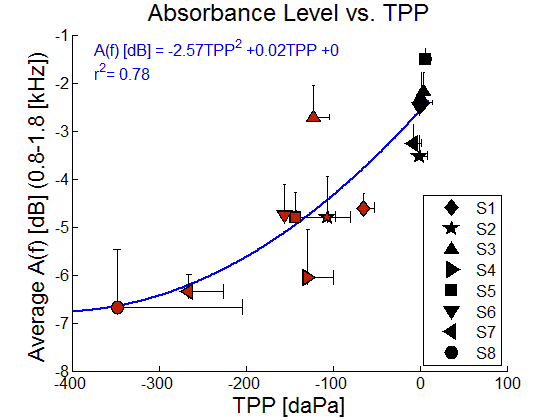 Absorbance Level vs. TPP
A(f) [dB] = -2.57TPP² +0.02TPP +0
r²= 0.78
Average A(f) [dB] (0.8-1.8 [kHz])
-1
-2
-3
-4
-5
-6
-7
-8
-400
-300
-200
-100
0
100
TPP [daPa]
S1
S2
S3
S4
S5
S6
S7
S8